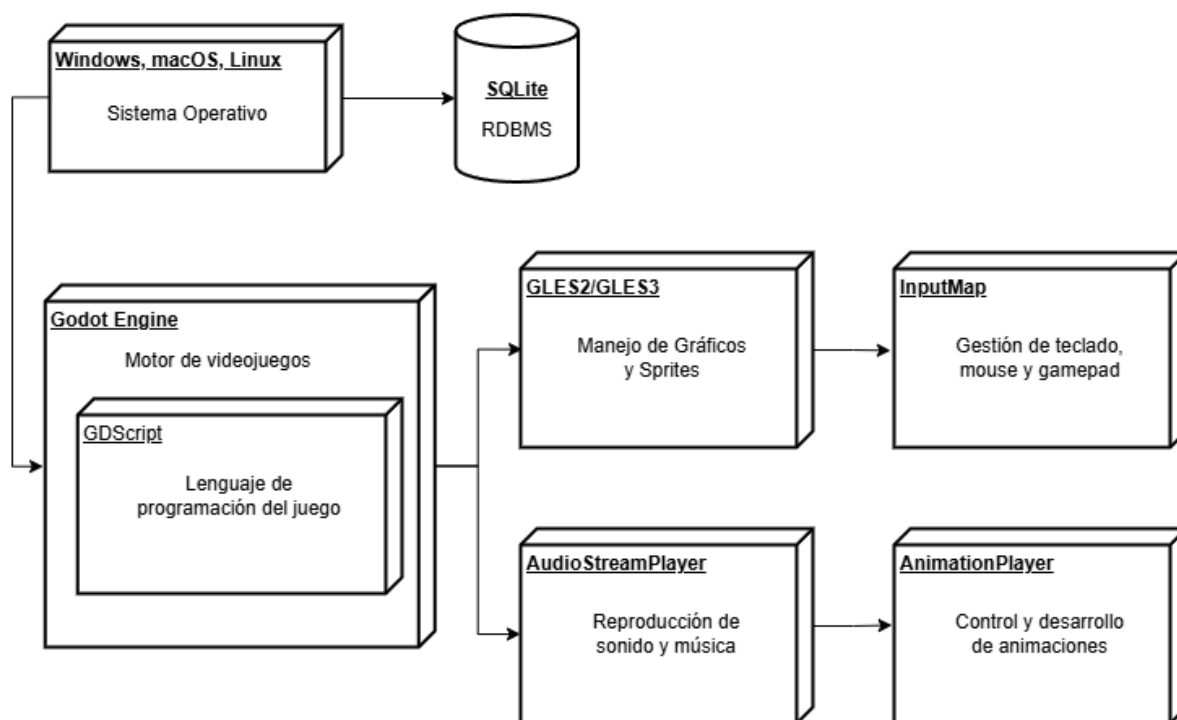 Windows, macOS, Linux
Sistema Operativo
SQLite
RDBMS
Godot Engine
Motor de videojuegos
GDScript
Lenguaje de
programación del juego
GLES2/GLES3
Manejo de Gráficos
y Sprites
InputMap
Gestión de teclado,
mouse y gamepad
AudioStreamPlayer
Reproducción de
sonido y música
AnimationPlayer
Control y desarrollo
de animaciones